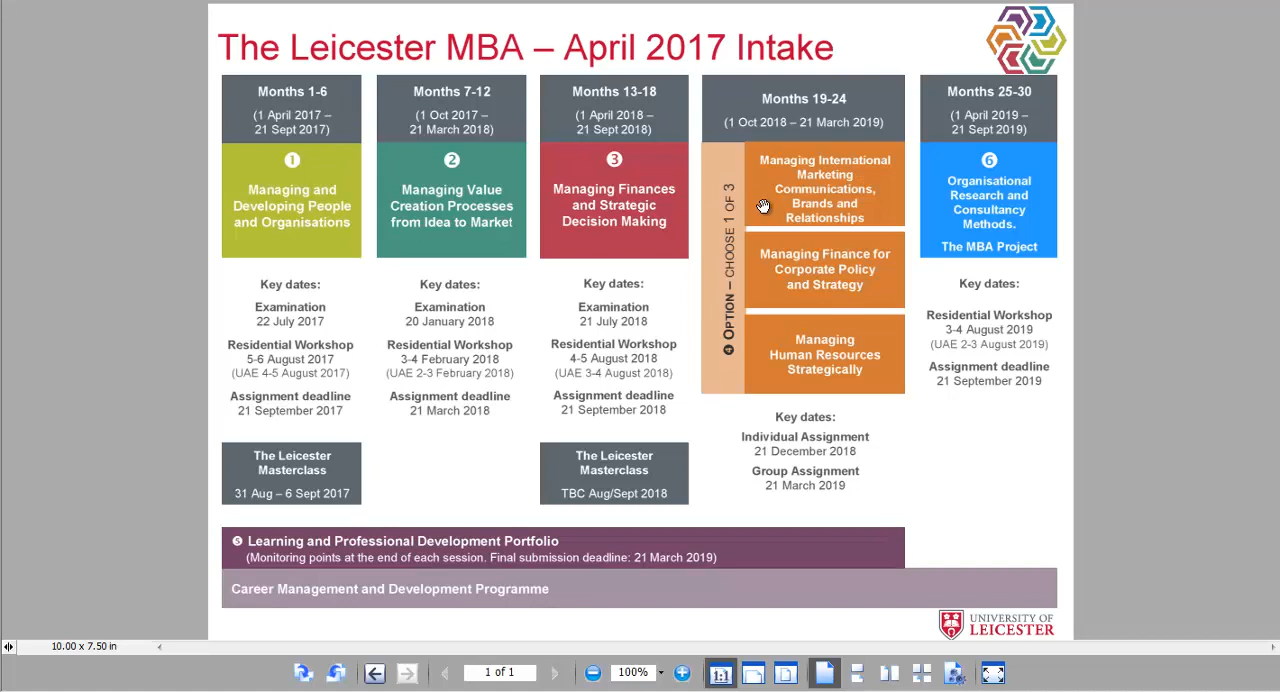 The Leicester MBA – April 2017 Intake
Months 1-6
(1 April 2017 –
21 Sept 2017)
❶
Managing and
Developing People
and Organisations
Key dates:
Examination
22 July 2017
Residential Workshop
5-6 August 2017
(UAE 4-5 August 2017)
Assignment deadline
21 September 2017
The Leicester
Masterclass
31 Aug – 6 Sept 2017
Months 7-12
(1 Oct 2017 –
21 March 2018)
❷
Managing Value
Creation Processes
from Idea to Market
Key dates:
Examination
20 January 2018
Residential Workshop
3-4 February 2018
(UAE 2-3 February 2018)
Assignment deadline
21 March 2018
Months 13-18
(1 April 2018 –
21 Sept 2018)
❸
Managing Finances
and Strategic
Decision Making
Key dates:
Examination
21 July 2018
Residential Workshop
4-5 August 2018
(UAE 3-4 August 2018)
Assignment deadline
21 September 2018
The Leicester
Masterclass
TBC Aug/Sept 2018
Months 19-24
(1 Oct 2018 – 21 March 2019)
❹ OPTION – CHOOSE 1 OF 3
Managing International
Marketing
Communications,
Brands and
Relationships
Managing Finance for
Corporate Policy
and Strategy
Managing
Human Resources
Strategically
Key dates:
Individual Assignment
21 December 2018
Group Assignment
21 March 2019
Months 25-30
(1 April 2019 –
21 Sept 2019)
❻
Organisational
Research and
Consultancy
Methods.
The MBA Project
Key dates:
Residential Workshop
3-4 August 2019
(UAE 2-3 August 2019)
Assignment deadline
21 September 2019
❺ Learning and Professional Development Portfolio
(Monitoring points at the end of each session. Final submission deadline: 21 March 2019)
Career Management and Development Programme
UNIVERSITY OF
LEICESTER
10.00 x 7.50 in
1 of 1
100%
1:1